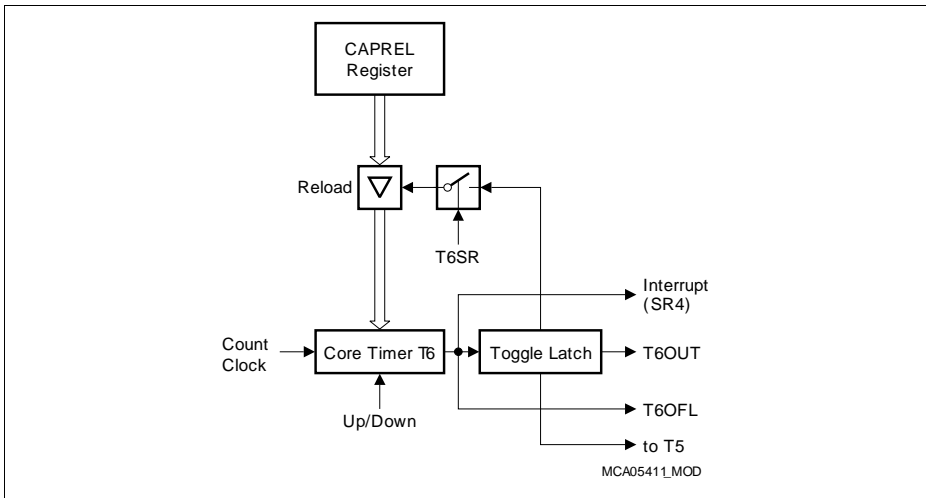 CAPREL
Register
Reload
T6SR
Interrupt
(SR4)
Count
Clock
Core Timer T6
Toggle Latch
T6OUT
Up/Down
T6OFL
to T5
MCA05411_MOD